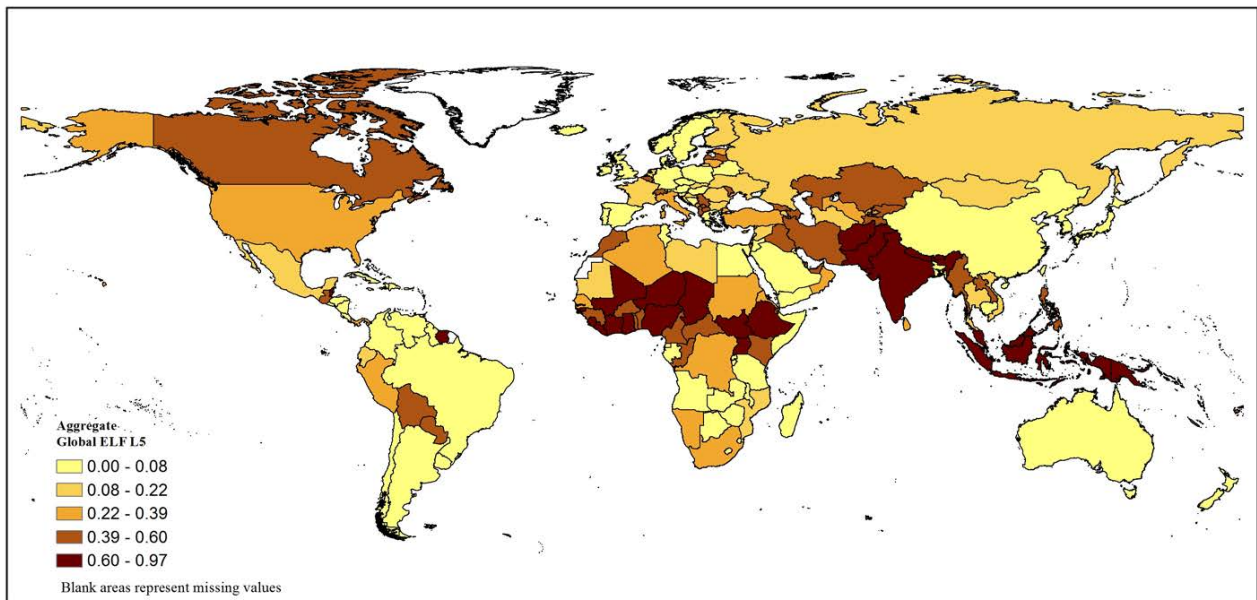 Aggregate
Global ELF L5
0.00 - 0.08
0.08 - 0.22
0.22 - 0.39
0.39 - 0.60
0.60 - 0.97
Blank areas represent missing values